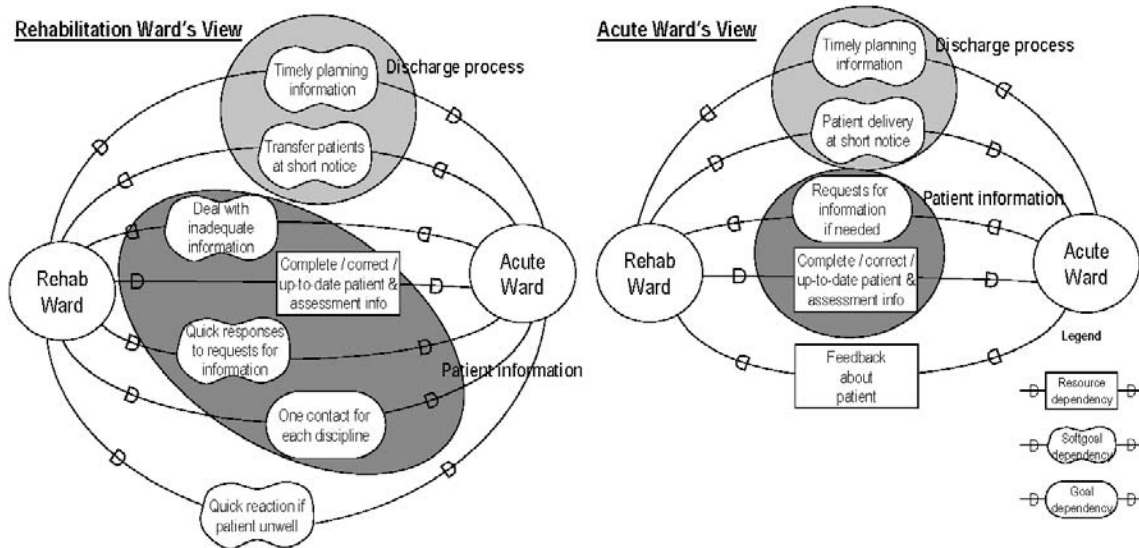 Rehabilitation Ward's View
Timely planning
information
Discharge process
Transfer patients
at short notice
Deal with
inadequate
information
Rehab
Ward
Complete / correct /
up-to-date patient &
assessment info
Acute
Ward
Quick responses
to requests for
information
Patient information
One contact for
each discipline
Quick reaction if
patient unwell
Acute Ward's View
Timely planning
information
Discharge process
Patient delivery
at short notice
Requests for
information
if needed
Patient information
Rehab
Ward
Complete / correct /
up-to-date patient &
assessment info
Acute
Ward
Feedback
about
patient
Legend
Resource
dependency
Softgoal
dependency
Goal
dependency